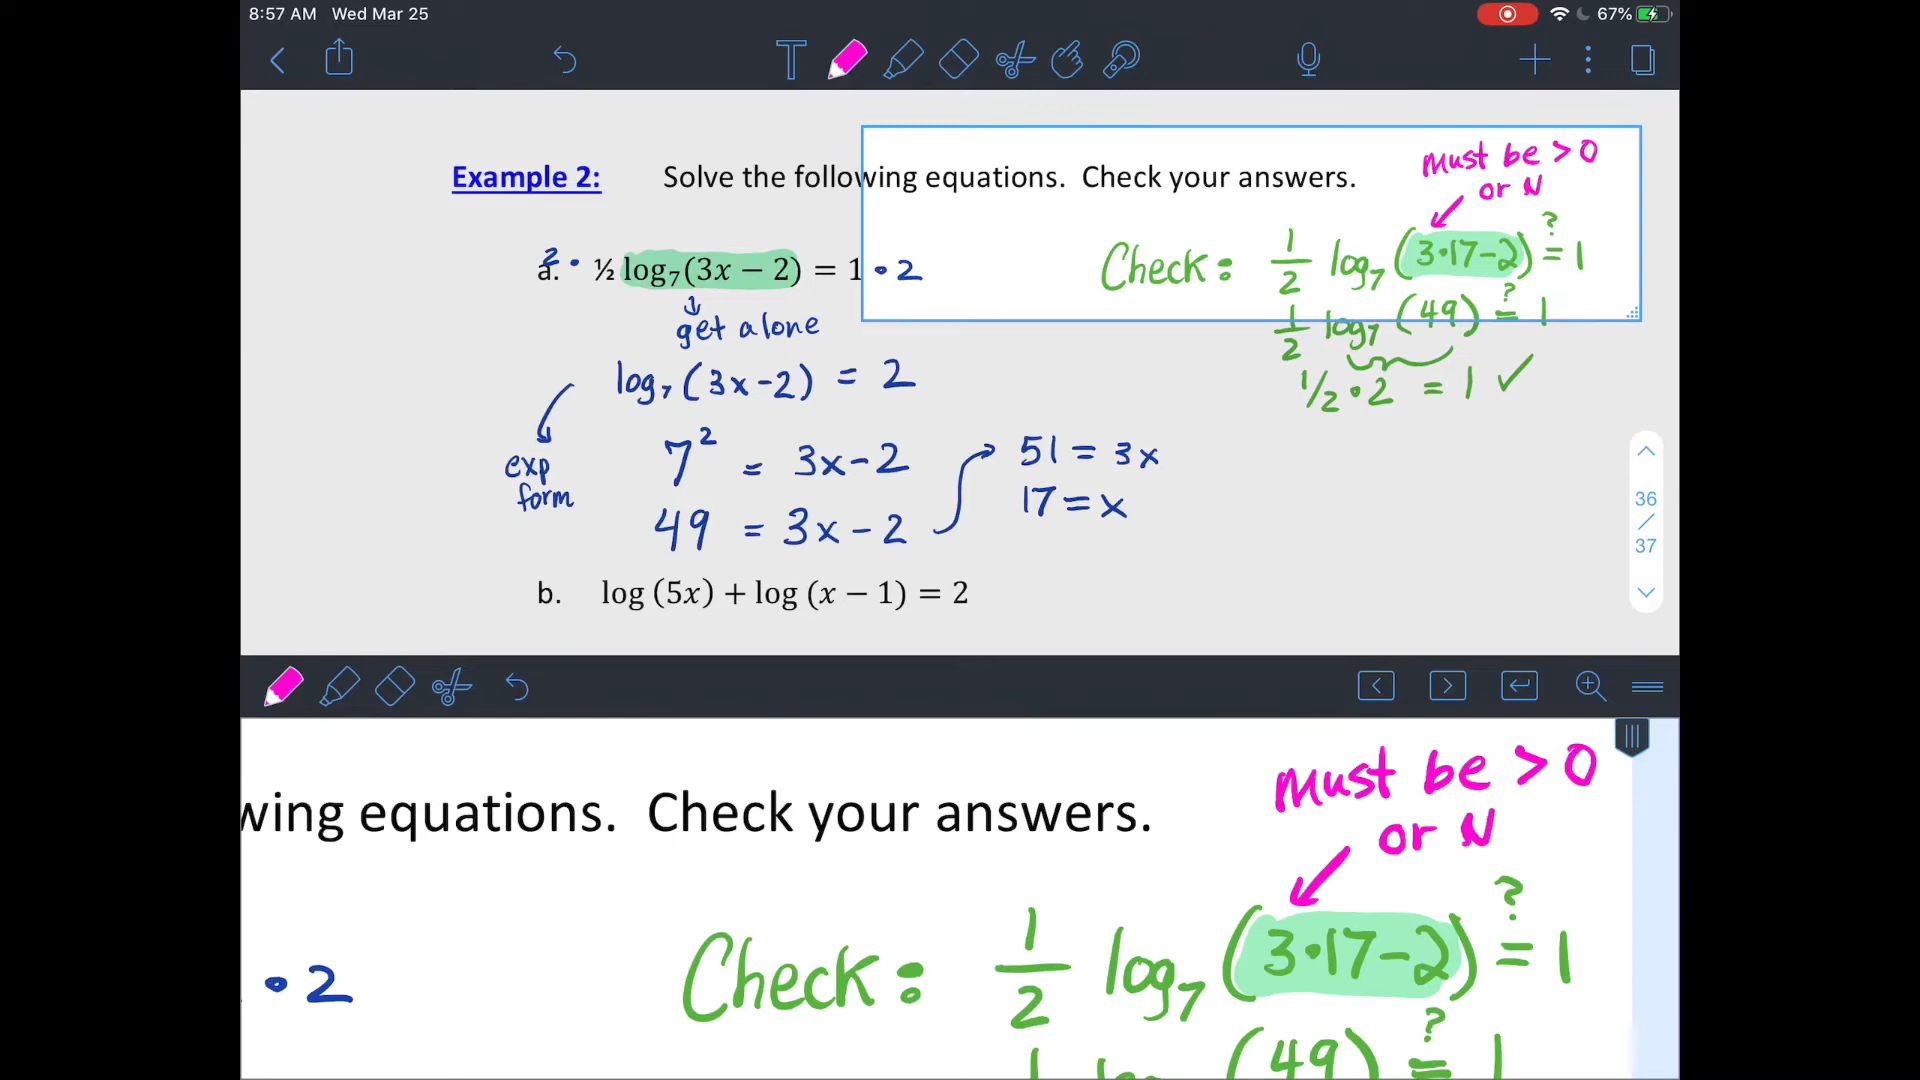 8:57 AM Wed Mar 25
67%
Example 2: Solve the following equations. Check your answers.
must be > 0
or N
a. 2 • ½ log₇(3x − 2) = 1 • 2
get alone
log₇(3x-2) = 2
exp
form
7² = 3x-2
49 = 3x-2
51 = 3x
17 = x
Check: 1/2 log₇(3•17-2) ?= 1
1/2 log₇(49) ?= 1
1/2 • 2 = 1 ✓
b. log (5x) + log (x − 1) = 2
36
/
37
must be > 0
or N
wing equations. Check your answers.
• 2
Check: 1/2 log₇(3•17-2) ?= 1
(49) ?= 1